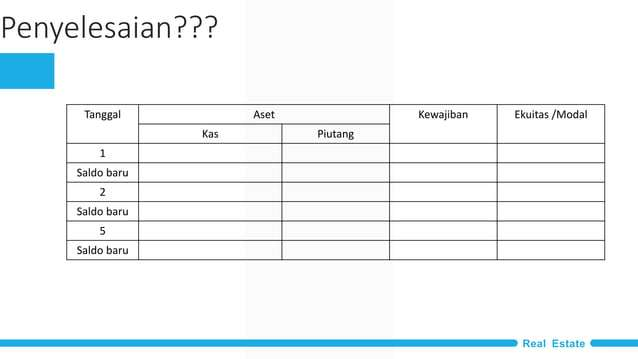 Penyelesaian???
Tanggal Aset Kewajiban Ekuitas /Modal
Kas Piutang
1
Saldo baru
2
Saldo baru
5
Saldo baru
Real Estate